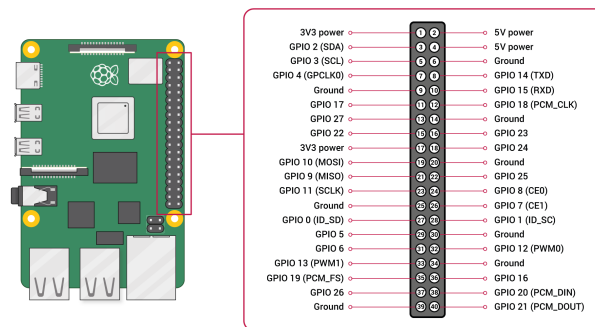 3V3 power 1 2 5V power
GPIO 2 (SDA) 3 4 5V power
GPIO 3 (SCL) 5 6 Ground
GPIO 4 (GPCLK0) 7 8 GPIO 14 (TXD)
Ground 9 10 GPIO 15 (RXD)
GPIO 17 11 12 GPIO 18 (PCM_CLK)
GPIO 27 13 14 Ground
GPIO 22 15 16 GPIO 23
3V3 power 17 18 GPIO 24
GPIO 10 (MOSI) 19 20 Ground
GPIO 9 (MISO) 21 22 GPIO 25
GPIO 11 (SCLK) 23 24 GPIO 8 (CE0)
Ground 25 26 GPIO 7 (CE1)
GPIO 0 (ID_SD) 27 28 GPIO 1 (ID_SC)
GPIO 5 29 30 Ground
GPIO 6 31 32 GPIO 12 (PWM0)
GPIO 13 (PWM1) 33 34 Ground
GPIO 19 (PCM_FS) 35 36 GPIO 16
GPIO 26 37 38 GPIO 20 (PCM_DIN)
Ground 39 40 GPIO 21 (PCM_DOUT)